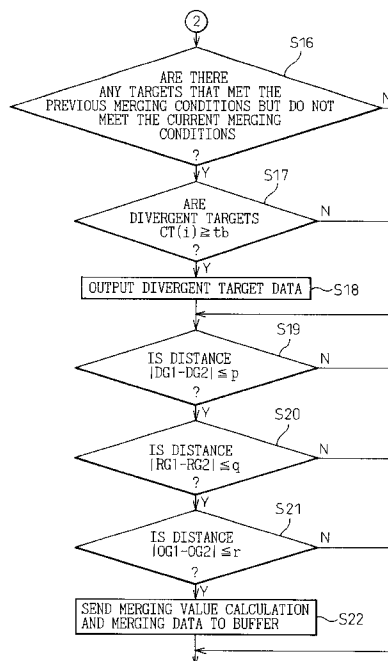 2
S16
ARE THERE
ANY TARGETS THAT MET THE
PREVIOUS MERGING CONDITIONS BUT DO NOT
MEET THE CURRENT MERGING
CONDITIONS
?
N
Y
S17
ARE
DIVERGENT TARGETS
CT(i)≧tb
?
N
Y
OUTPUT DIVERGENT TARGET DATA
S18
S19
IS DISTANCE
|DG1-DG2|≦p
?
N
Y
S20
IS DISTANCE
|RG1-RG2|≦q
?
N
Y
S21
IS DISTANCE
|OG1-OG2|≦r
?
N
Y
SEND MERGING VALUE CALCULATION
AND MERGING DATA TO BUFFER
S22